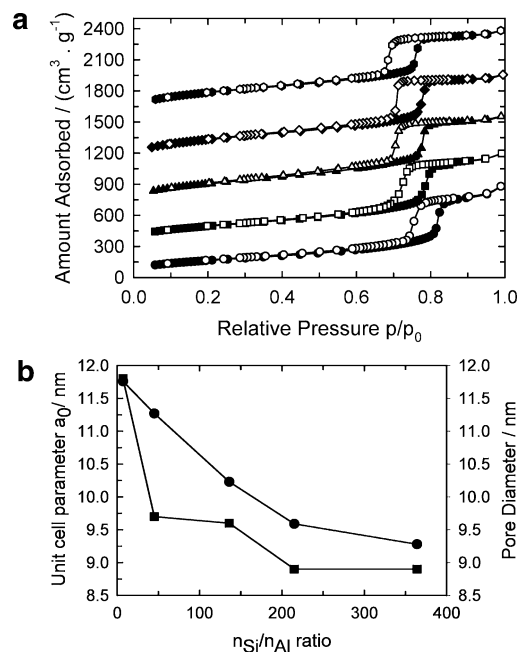 a
2400
2100
1800
1500
1200
900
600
300
0
Amount Adsorbed / (cm³ . g⁻¹)
0.0 0.2 0.4 0.6 0.8 1.0
Relative Pressure p/p₀
b
12.0 12.0
11.5 11.5
11.0 11.0
10.5 10.5
10.0 10.0
9.5 9.5
9.0 9.0
8.5 8.5
Unit cell parameter a₀/ nm
Pore Diameter / nm
0 100 200 300 400
nSi/nAl ratio